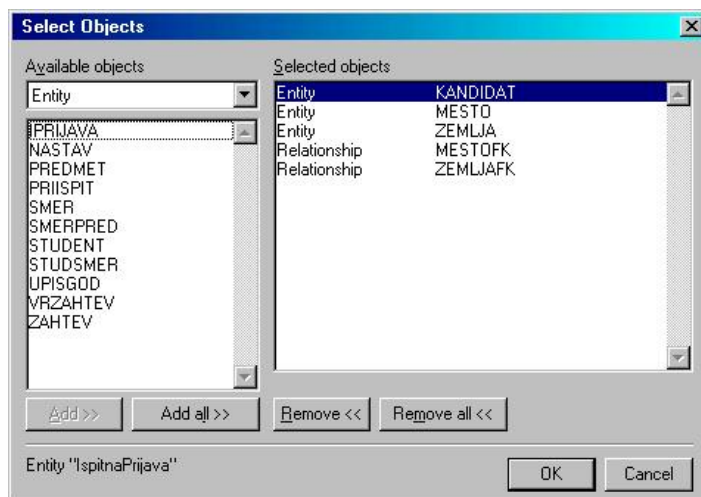 Select Objects
Available objects
Entity
IPRIJAVA
NASTAV
PREDMET
PRIISPIT
SMER
SMERPRED
STUDENT
STUDSMER
UPISGOD
VRZAHTEV
ZAHTEV
Add >>
Add all >>
Selected objects
Entity KANDIDAT
Entity MESTO
Entity ZEMLJA
Relationship MESTOFK
Relationship ZEMLJAFK
Remove <<
Remove all <<
Entity "IspitnaPrijava"
OK
Cancel